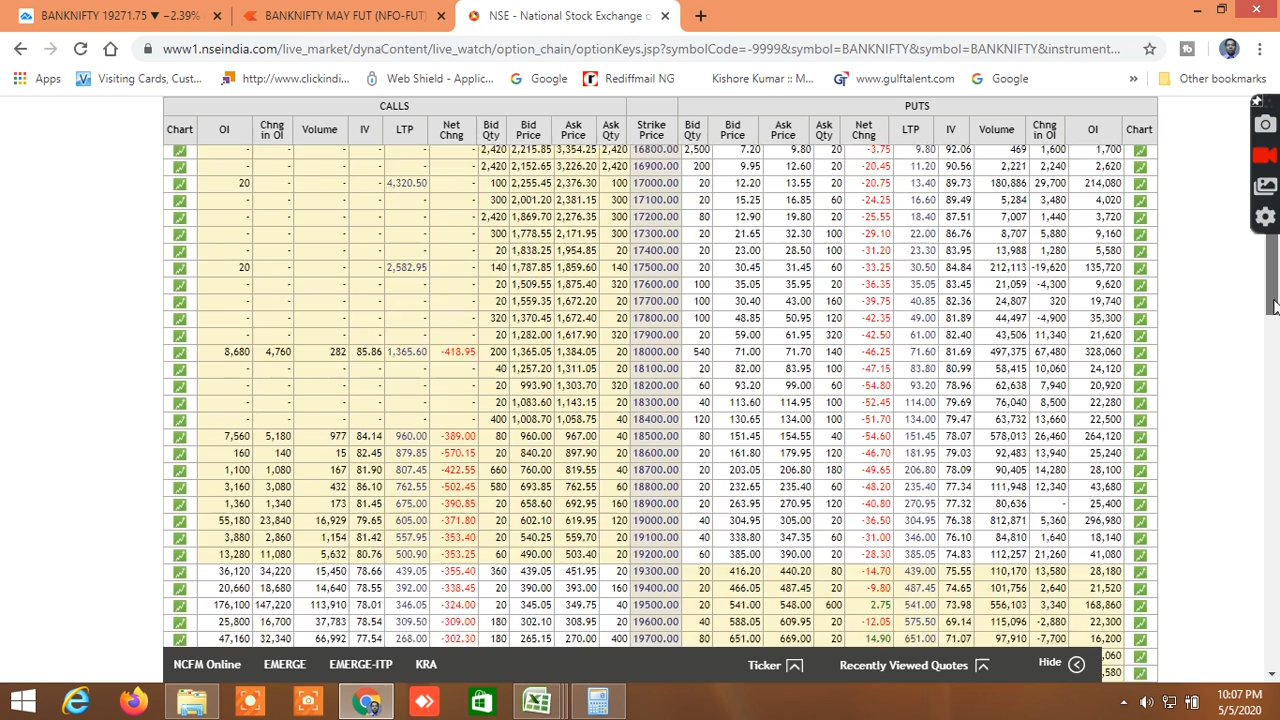 BANKNIFTY 19271.75 ▼ −2.39%
BANKNIFTY MAY FUT (NFO-FUT)
NSE - National Stock Exchange o
www1.nseindia.com/live_market/dynaContent/live_watch/option_chain/optionKeys.jsp?symbolCode=-9999&symbol=BANKNIFTY&symbol=BANKNIFTY&instrument...
Apps Visiting Cards, Cust... http://www.clickindi... Web Shield - Applic... Google Rediffmail NG Kishore Kumar :: M... www.gulftalent.com Google » Other bookmarks
CALLS PUTS
Chart OI Chng in OI Volume IV LTP Net Chng Bid Qty Bid Price Ask Price Ask Qty Strike Price Bid Qty Bid Price Ask Price Ask Qty Net Chng LTP IV Volume Chng in OI OI Chart
- - - - - - 2,420 2,215.85 3,354.25 2,420 16800.00 2,500 7.20 9.80 20 -3.75 9.80 92.06 469 1,600 1,700
- - - - - - 2,420 2,152.65 3,226.20 2,420 16900.00 200 9.95 12.60 20 -20.45 11.20 90.56 2,221 2,240 2,620
20 - - - 4,320.50 - 100 2,255.45 2,376.30 100 17000.00 20 12.20 13.55 20 -20.75 13.40 89.73 180,886 29,700 214,080
- - - - - - 300 2,001.20 2,381.15 300 17100.00 20 15.25 16.85 60 -24.25 16.60 89.49 5,284 3,480 4,020
- - - - - - 2,420 1,869.70 2,276.35 300 17200.00 80 12.90 19.80 20 -25.55 18.40 87.51 7,007 1,440 3,720
- - - - - - 300 1,778.55 2,171.95 300 17300.00 20 21.65 32.30 100 -29.10 22.00 86.76 8,707 5,880 9,160
- - - - - - 20 1,838.25 1,954.85 20 17400.00 20 23.00 28.50 100 -31.20 23.30 83.95 13,988 1,280 5,580
20 - - - 2,582.95 - 140 1,787.85 1,859.60 140 17500.00 20 30.45 31.45 60 -33.25 30.50 84.84 212,113 -19,620 135,720
- - - - - - 20 1,509.55 1,875.40 320 17600.00 100 35.05 35.95 20 -36.35 35.05 83.45 21,059 -4,300 9,620
- - - - - - 20 1,559.35 1,672.20 20 17700.00 100 30.40 43.00 160 -39.75 40.85 82.36 24,807 320 19,740
- - - - - - 320 1,370.45 1,672.40 20 17800.00 100 48.85 50.95 120 -42.35 49.00 81.89 44,497 -4,900 35,300
- - - - - - 20 1,282.00 1,617.90 320 17900.00 20 59.00 61.95 320 -42.50 61.00 82.40 43,506 11,340 21,620
8,680 4,760 282 85.86 1,365.60 -418.95 200 1,365.05 1,384.05 20 18000.00 540 71.00 71.70 140 -46.25 71.60 81.69 497,375 67,480 328,060
- - - - - - 40 1,257.20 1,311.05 20 18100.00 20 82.00 83.95 100 -47.15 83.80 80.99 58,415 10,060 24,120
- - - - - - 20 993.90 1,303.70 320 18200.00 60 93.20 99.00 60 -54.80 93.20 78.96 62,638 7,940 20,920
- - - - - - 20 1,083.60 1,143.15 20 18300.00 40 113.60 114.95 100 -52.45 114.00 79.69 76,040 8,500 22,280
- - - - - - 400 1,008.70 1,058.75 40 18400.00 120 130.65 134.00 100 -51.70 134.00 79.47 63,732 13,660 22,500
7,560 5,180 977 84.14 960.00 -389.00 80 960.00 967.00 40 18500.00 80 151.45 154.55 40 -54.60 151.45 78.07 578,013 26,460 264,120
160 140 15 82.45 879.85 -570.15 20 840.20 897.90 20 18600.00 20 161.80 179.95 120 -46.70 181.95 79.03 92,483 13,940 25,240
1,100 1,080 167 81.90 807.45 -422.55 660 760.00 819.55 60 18700.00 20 203.05 206.80 180 -49.65 206.80 78.09 90,405 14,280 28,100
3,160 3,080 432 86.10 762.55 -502.45 580 693.85 762.55 60 18800.00 20 232.65 235.40 60 -48.20 235.40 77.34 111,948 12,340 43,680
1,360 1,340 173 81.45 675.00 -390.85 20 658.60 692.95 160 18900.00 20 263.95 270.95 120 -40.80 270.00 77.32 80,636 - 25,400
55,180 23,840 16,929 79.65 605.00 -371.80 20 602.10 619.95 120 19000.00 40 304.95 305.00 20 -36.50 304.95 76.38 812,871 5,360 296,980
3,880 2,860 1,154 81.42 557.95 -353.40 20 540.25 559.70 20 19100.00 40 338.80 347.35 60 -31.00 346.00 76.10 84,810 1,640 18,140
13,280 11,080 5,632 80.76 500.90 -353.25 60 490.00 503.40 20 19200.00 60 385.00 390.00 20 -28.30 385.05 74.83 112,257 21,260 41,080
36,120 34,220 15,450 78.66 439.05 -355.40 360 439.05 451.95 20 19300.00 20 416.20 440.20 80 -14.70 439.00 75.55 110,170 13,580 28,180
20,660 18,680 14,640 78.55 392.00 -338.45 20 390.00 393.00 160 19400.00 20 466.05 487.45 20 -9.80 487.45 74.65 101,756 2,640 21,520
176,100 147,220 113,910 78.01 346.05 -324.00 20 345.05 349.75 40 19500.00 20 541.00 548.00 600 2.75 541.00 73.98 556,103 3,340 168,860
25,800 16,700 37,783 78.54 309.50 -309.00 180 302.10 308.95 20 19600.00 40 588.05 609.95 20 -12.05 575.50 69.14 115,096 -2,880 22,300
47,160 32,340 66,992 77.54 268.00 -302.30 180 265.15 270.00 400 19700.00 80 651.00 669.00 20 14.90 651.00 71.07 97,910 -7,700 16,200
NCFM Online EMERGE EMERGE-ITP KRA Ticker Recently Viewed Quotes Hide ,060
,580
10:07 PM
5/5/2020